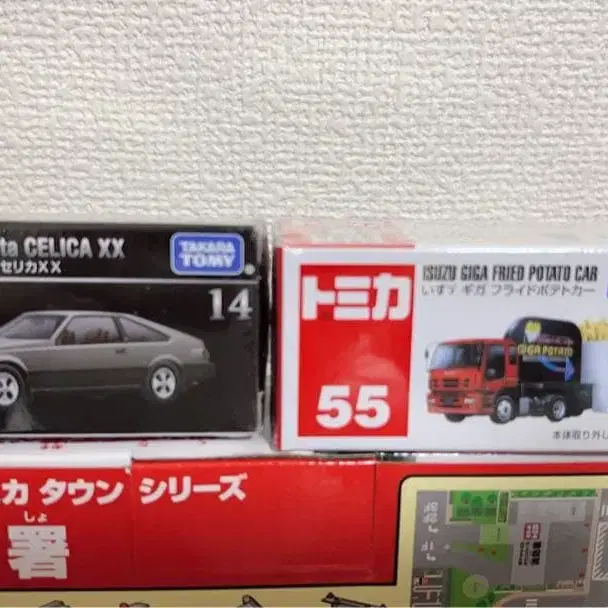 ta CELICA XX
セリカXX
TAKARA
TOMY
14
トミカ
55
ISUZU GIGA FRIED POTATO CAR
いすゞ ギガ フライドポテトカー
GIGA POTATO
本体取り外し
カ タウン シリーズ
しょ
署